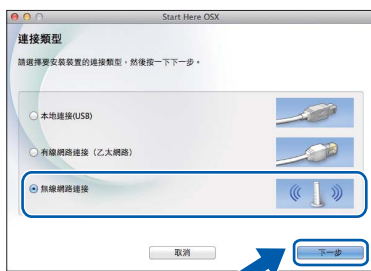 Start Here OSX
連接類型
請選擇要安裝裝置的連接類型，然後按一下下一步。
本地連接(USB)
有線網路連接（乙太網路）
無線網路連接
取消
下一步